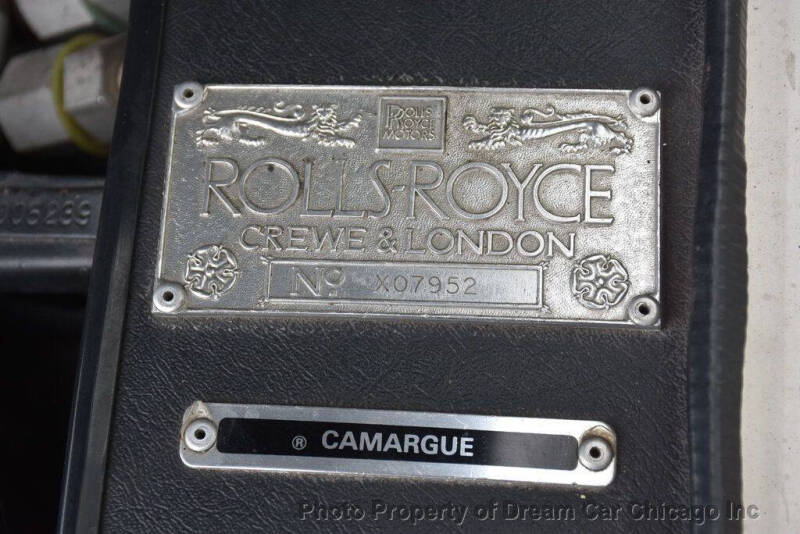 ROLLS
ROYCE
MOTORS
ROLLS-ROYCE
CREWE & LONDON
Nº X07952
® CAMARGUE
Photo Property of Dream Car Chicago Inc